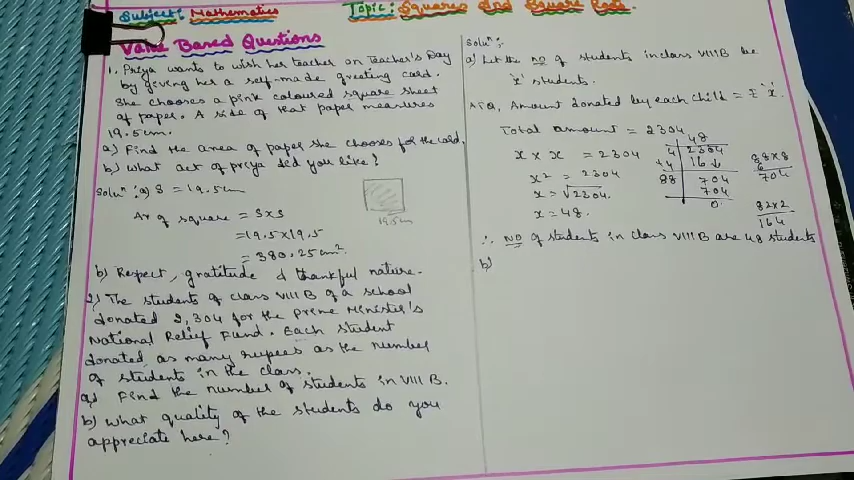 Subject: Mathematics
Topic: Squares And Square Root.
Value Based Questions
1. Priya wants to wish her teacher on Teacher's Day
by giving her a self-made greeting card.
She chooses a pink coloured square sheet
of paper. A side of that paper measures
19.5cm.
a) Find the area of paper she chooses for the card.
b) What act of priya did you like?
Soluⁿ: a) S = 19.5cm
19.5cm
Ar of square = S×S
= 19.5×19.5
= 380.25cm².
b) Respect, gratitude & thankful nature.
2) The students of class VIII B of a school
donated 2,304 for the prime Minister's
National Relief Fund. Each student
donated as many rupees as the number
of students in the class.
a) Find the number of students in VIII B.
b) what quality of the students do you
appreciate here?
Soluⁿ:
a) Let the no of students in class VIII B be
'x' students.
ATQ, Amount donated by each child = ₹ 'x'.
Total amount = 2304
x × x = 2304
x² = 2304
x = √2304.
x = 48.
48
4 2304
+4 16 ↓
88 704
704
0.
88×8
704
82×2
164
∴ no of students in class VIII B are 48 students
b)